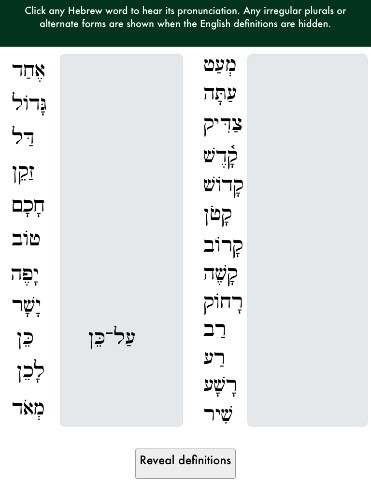 Click any Hebrew word to hear its pronunciation. Any irregular plurals or
alternate forms are shown when the English definitions are hidden.
אֶחָד
גָּדוֹל
דַּל
זָקֵן
חָכָם
טוֹב
יָפֶה
יָשָׁר
כֵּן עַל־כֵּן
לָכֵן
מְאֹד
מְעַט
עַתָּה
צַדִּיק
קֹ֫דֶשׁ
קָדוֹשׁ
קָטֹן
קָרוֹב
קָשֶׁה
רָחוֹק
רַב
רַע
רָשָׁע
שִׁיר
Reveal definitions